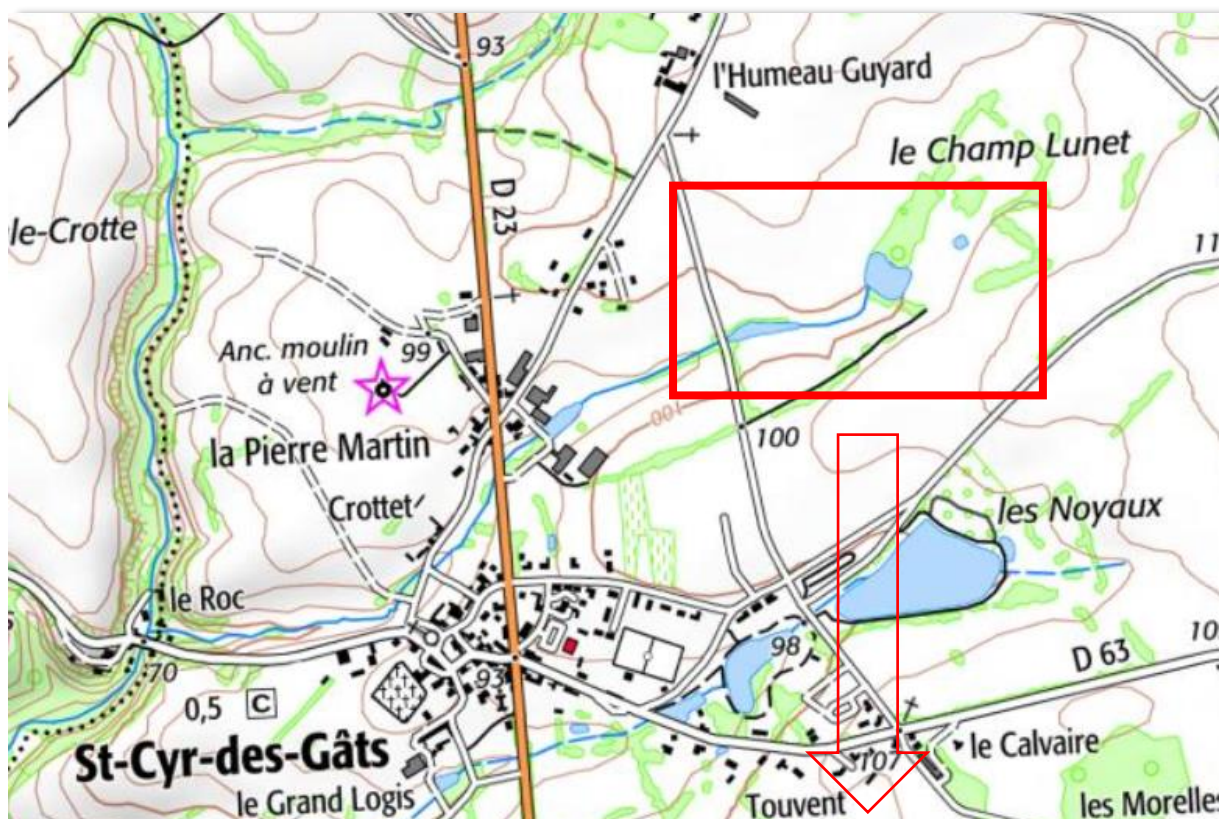 93
l'Humeau Guyard
le Champ Lunet
D 23
le-Crotte
11
Anc. moulin
à vent
99
la Pierre Martin
100
100
Crottet
les Noyaux
le Roc
98
70
93
D 63
10
0,5 C
St-Cyr-des-Gâts
le Calvaire
107
le Grand Logis
Touvent
les Morelles